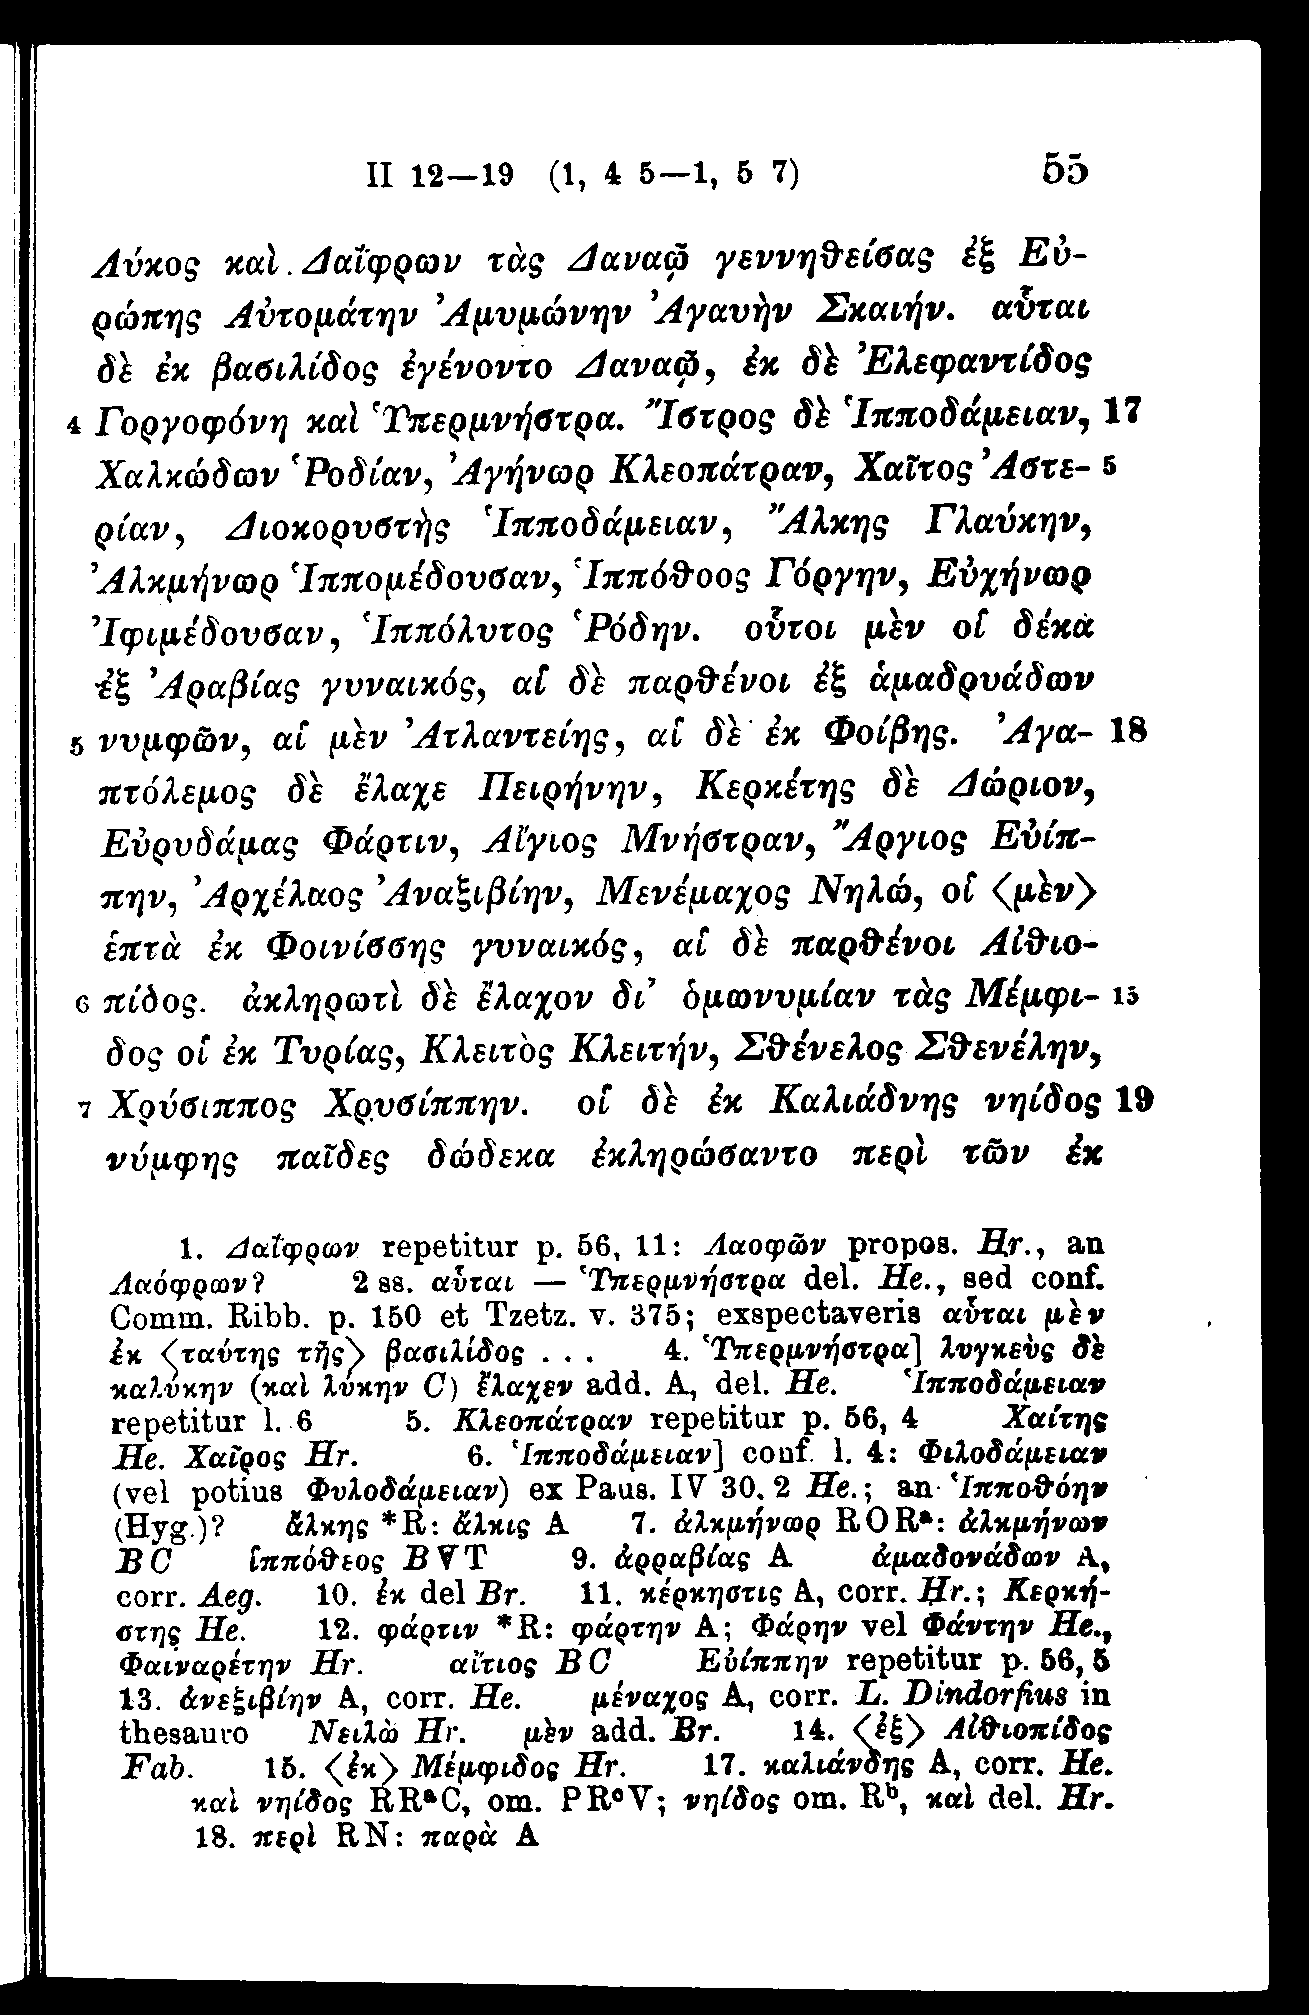 II 12—19 (1, 4 5—1, 5 7) 55
Λύκος καὶ Δαΐφρων τὰς Δαναῷ γεννηθείσας ἐξ Εὐ-
ρώπης Αὐτομάτην Ἀμυμώνην Ἀγαυὴν Σκαιήν. αὗται
δὲ ἐκ βασιλίδος ἐγένοντο Δαναῷ, ἐκ δὲ Ἐλεφαντίδος
4 Γοργοφόνη καὶ Ὑπερμνήστρα. Ἴστρος δὲ Ἱπποδάμειαν, 17
Χαλκώδων Ῥοδίαν, Ἀγήνωρ Κλεοπάτραν, Χαῖτος Ἀστε- 5
ρίαν, Διοκορυστὴς Ἱπποδάμειαν, Ἄλκης Γλαύκην,
Ἀλκμήνωρ Ἱππομέδουσαν, Ἱππόθοος Γόργην, Εὐχήνωρ
Ἰφιμέδουσαν, Ἱππόλυτος Ῥόδην. οὗτοι μὲν οἱ δέκα
ἐξ Ἀραβίας γυναικός, αἱ δὲ παρθένοι ἐξ ἁμαδρυάδων
5 νυμφῶν, αἱ μὲν Ἀτλαντείης, αἱ δὲ ἐκ Φοίβης. Ἀγα- 18
πτόλεμος δὲ ἔλαχε Πειρήνην, Κερκέτης δὲ Δώριον,
Εὐρυδάμας Φάρτιν, Αἴγιος Μνήστραν, Ἄργιος Εὐίπ-
πην, Ἀρχέλαος Ἀναξιβίην, Μενέμαχος Νηλώ, οἱ ⟨μὲν⟩
ἑπτὰ ἐκ Φοινίσσης γυναικός, αἱ δὲ παρθένοι Αἰθιο-
6 πίδος. ἀκληρωτὶ δὲ ἔλαχον δι’ ὁμωνυμίαν τὰς Μέμφι- 15
δος οἱ ἐκ Τυρίας, Κλειτὸς Κλειτήν, Σθένελος Σθενέλην,
7 Χρύσιππος Χρυσίππην. οἱ δὲ ἐκ Καλιάδνης νηίδος 19
νύμφης παῖδες δώδεκα ἐκληρώσαντο περὶ τῶν ἐκ
1. Δαΐφρων repetitur p. 56, 11: Λαοφῶν propos. Hr., an
Λαόφρων? 2 ss. αὗται — Ὑπερμνήστρα del. He., sed conf.
Comm. Ribb. p. 150 et Tzetz. v. 375; exspectaveris αὗται μὲν
ἐκ ⟨ταύτης τῆς⟩ βασιλίδος . . . 4. Ὑπερμνήστρα] λυγκεὺς δὲ
καλύκην (καὶ λύκην C) ἔλαχεν add. A, del. He. Ἱπποδάμειαν
repetitur l. 6 5. Κλεοπάτραν repetitur p. 56, 4 Χαίτης
He. Χαῖρος Hr. 6. Ἱπποδάμειαν] conf. l. 4: Φιλοδάμειαν
(vel potius Φυλοδάμειαν) ex Paus. IV 30, 2 He.; an Ἱπποθόην
(Hyg.)? ἄλκης *R: ἄλκις A 7. ἀλκμήνωρ RORᵃ: ἀλκμήνων
BC ἱππόθεος BVT 9. ἀρραβίας A ἁμαδονάδων A,
corr. Aeg. 10. ἐκ del Br. 11. κέρκηστις A, corr. Hr.; Κερκή-
στης He. 12. φάρτιν *R: φάρτην A; Φάρην vel Φάντην He.,
Φαιναρέτην Hr. αἴτιος BC Εὐίππην repetitur p. 56, 5
13. ἀνεξιβίην A, corr. He. μέναχος A, corr. L. Dindorfius in
thesauro Νειλὼ Hr. μὲν add. Br. 14. ⟨ἐξ⟩ Αἰθιοπίδος
Fab. 15. ⟨ἐκ⟩ Μέμφιδος Hr. 17. καλιάνδης A, corr. He.
καὶ νηίδος RRᵃC, om. PRᶜV; νηίδος om. Rᵇ, καὶ del. Hr.
18. περὶ RN: παρὰ A